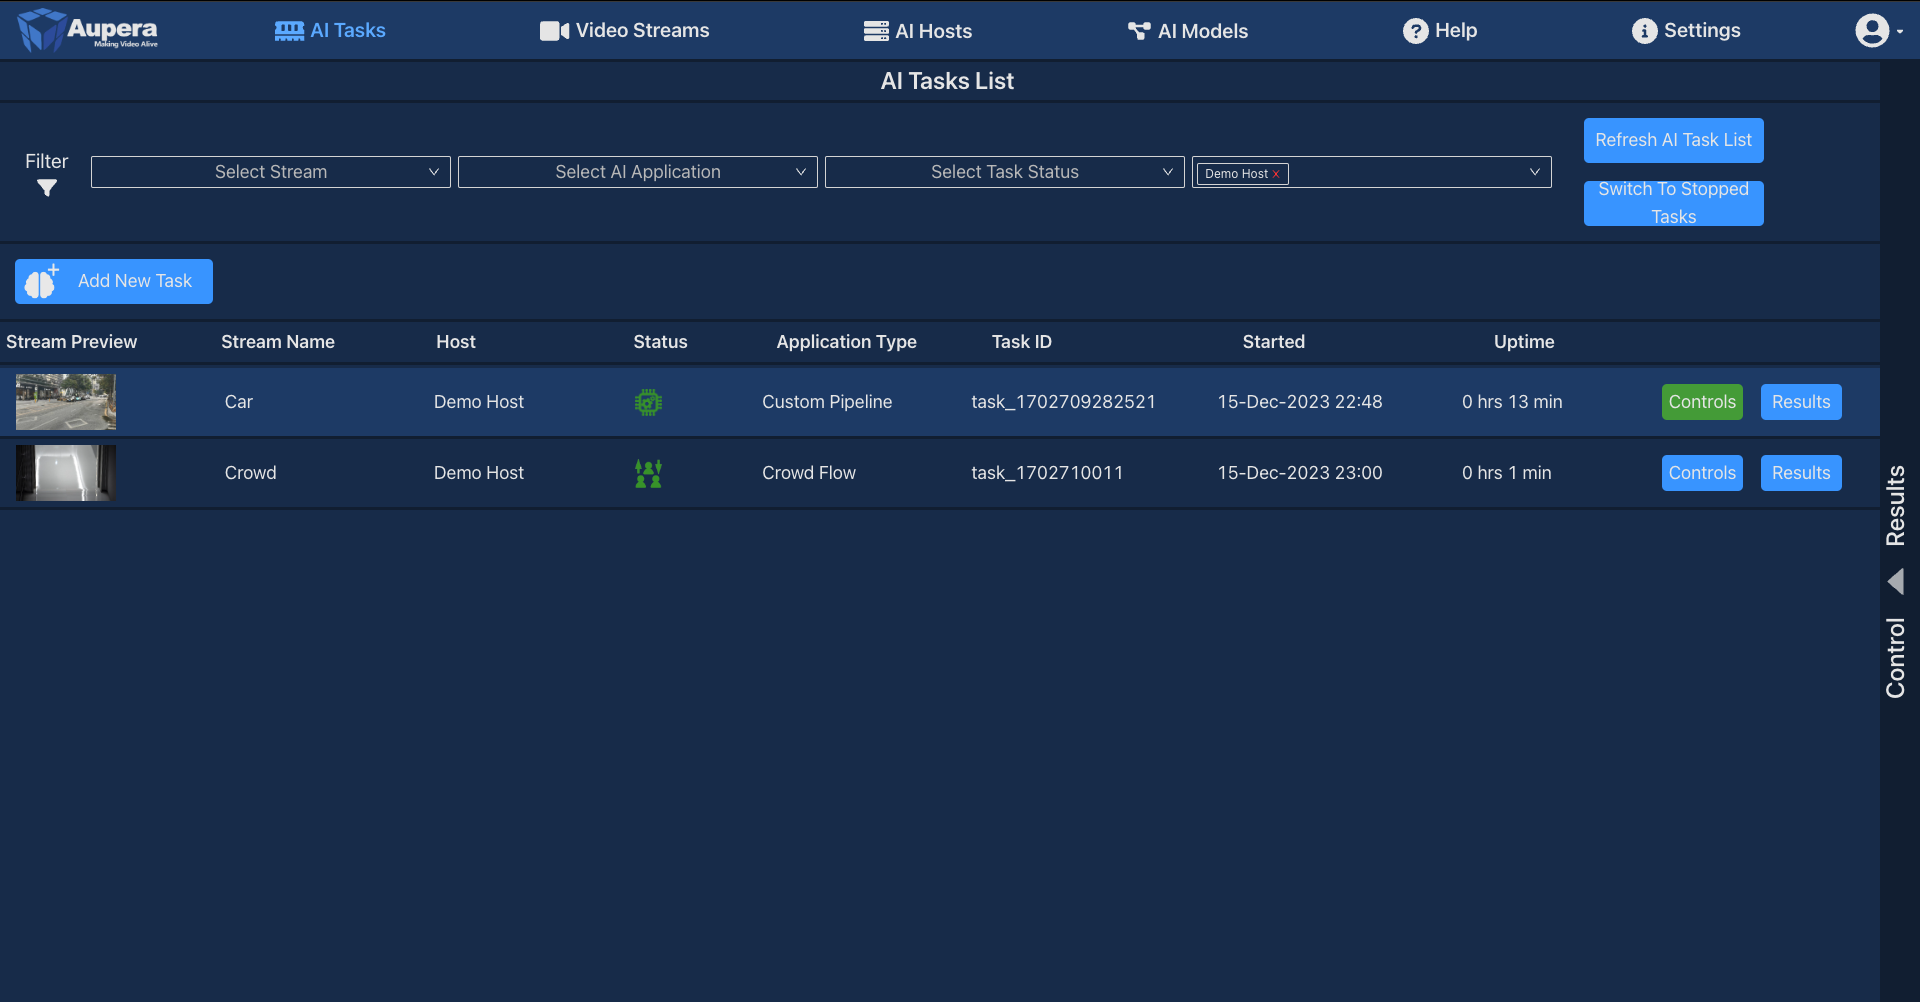 Aupera
Making Video Alive
AI Tasks
Video Streams
AI Hosts
AI Models
Help
Settings
AI Tasks List
Filter
Select Stream
Select AI Application
Select Task Status
Demo Host x
Refresh AI Task List
Switch To Stopped
Tasks
Add New Task
Stream Preview Stream Name Host Status Application Type Task ID Started Uptime
Car Demo Host Custom Pipeline task_1702709282521 15-Dec-2023 22:48 0 hrs 13 min Controls Results
Crowd Demo Host Crowd Flow task_1702710011 15-Dec-2023 23:00 0 hrs 1 min Controls Results
Results
Control